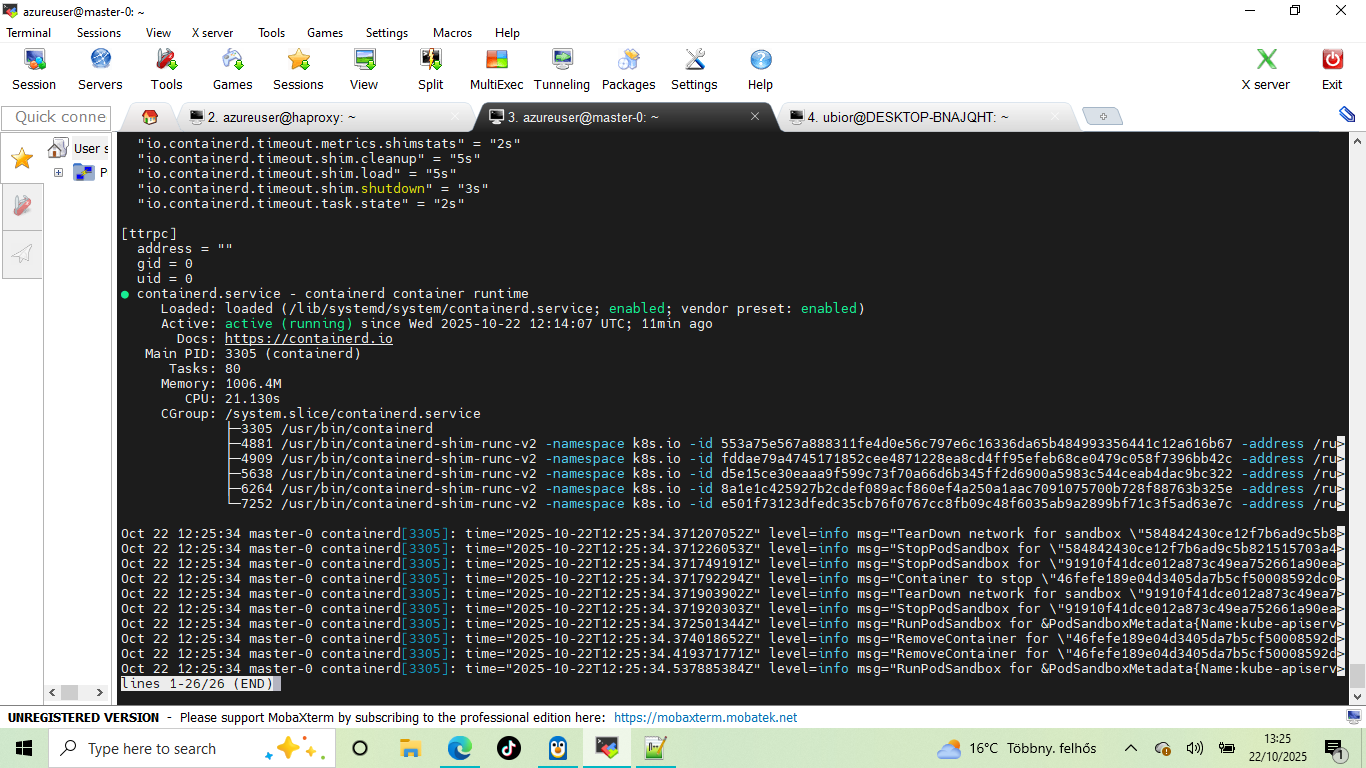 azureuser@master-0: ~
Terminal Sessions View X server Tools Games Settings Macros Help
Session Servers Tools Games Sessions View Split MultiExec Tunneling Packages Settings Help X server Exit
Quick conne
2. azureuser@haproxy: ~
3. azureuser@master-0: ~
4. ubior@DESKTOP-BNAJQHT: ~
User s
P
"io.containerd.timeout.metrics.shimstats" = "2s"
"io.containerd.timeout.shim.cleanup" = "5s"
"io.containerd.timeout.shim.load" = "5s"
"io.containerd.timeout.shim.shutdown" = "3s"
"io.containerd.timeout.task.state" = "2s"
[ttrpc]
address = ""
gid = 0
uid = 0
● containerd.service - containerd container runtime
Loaded: loaded (/lib/systemd/system/containerd.service; enabled; vendor preset: enabled)
Active: active (running) since Wed 2025-10-22 12:14:07 UTC; 11min ago
Docs: https://containerd.io
Main PID: 3305 (containerd)
Tasks: 80
Memory: 1006.4M
CPU: 21.130s
CGroup: /system.slice/containerd.service
├─3305 /usr/bin/containerd
├─4881 /usr/bin/containerd-shim-runc-v2 -namespace k8s.io -id 553a75e567a888311fe4d0e56c797e6c16336da65b484993356441c12a616b67 -address /ru>
├─4909 /usr/bin/containerd-shim-runc-v2 -namespace k8s.io -id fddae79a4745171852cee4871228ea8cd4ff95efeb68ce0479c058f7396bb42c -address /ru>
├─5638 /usr/bin/containerd-shim-runc-v2 -namespace k8s.io -id d5e15ce30eaaa9f599c73f70a66d6b345ff2d6900a5983c544ceab4dac9bc322 -address /ru>
├─6264 /usr/bin/containerd-shim-runc-v2 -namespace k8s.io -id 8a1e1c425927b2cdef089acf860ef4a250a1aac7091075700b728f88763b325e -address /ru>
└─7252 /usr/bin/containerd-shim-runc-v2 -namespace k8s.io -id e501f73123dfedc35cb76f0767cc8fb09c48f6035ab9a2899bf71c3f5ad63e7c -address /ru>
Oct 22 12:25:34 master-0 containerd[3305]: time="2025-10-22T12:25:34.371207052Z" level=info msg="TearDown network for sandbox \"584842430ce12f7b6ad9c5b8>
Oct 22 12:25:34 master-0 containerd[3305]: time="2025-10-22T12:25:34.371226053Z" level=info msg="StopPodSandbox for \"584842430ce12f7b6ad9c5b821515703a4>
Oct 22 12:25:34 master-0 containerd[3305]: time="2025-10-22T12:25:34.371749191Z" level=info msg="StopPodSandbox for \"91910f41dce012a873c49ea752661a90ea>
Oct 22 12:25:34 master-0 containerd[3305]: time="2025-10-22T12:25:34.371792294Z" level=info msg="Container to stop \"46fefe189e04d3405da7b5cf50008592dc0>
Oct 22 12:25:34 master-0 containerd[3305]: time="2025-10-22T12:25:34.371903902Z" level=info msg="TearDown network for sandbox \"91910f41dce012a873c49ea7>
Oct 22 12:25:34 master-0 containerd[3305]: time="2025-10-22T12:25:34.371920303Z" level=info msg="StopPodSandbox for \"91910f41dce012a873c49ea752661a90ea>
Oct 22 12:25:34 master-0 containerd[3305]: time="2025-10-22T12:25:34.372501344Z" level=info msg="RunPodSandbox for &PodSandboxMetadata{Name:kube-apiserv>
Oct 22 12:25:34 master-0 containerd[3305]: time="2025-10-22T12:25:34.374018652Z" level=info msg="RemoveContainer for \"46fefe189e04d3405da7b5cf50008592d>
Oct 22 12:25:34 master-0 containerd[3305]: time="2025-10-22T12:25:34.419371771Z" level=info msg="RemoveContainer for \"46fefe189e04d3405da7b5cf50008592d>
Oct 22 12:25:34 master-0 containerd[3305]: time="2025-10-22T12:25:34.537885384Z" level=info msg="RunPodSandbox for &PodSandboxMetadata{Name:kube-apiserv>
lines 1-26/26 (END)
UNREGISTERED VERSION - Please support MobaXterm by subscribing to the professional edition here: https://mobaxterm.mobatek.net
Type here to search
16°C Többny. felhős
13:25
22/10/2025
1